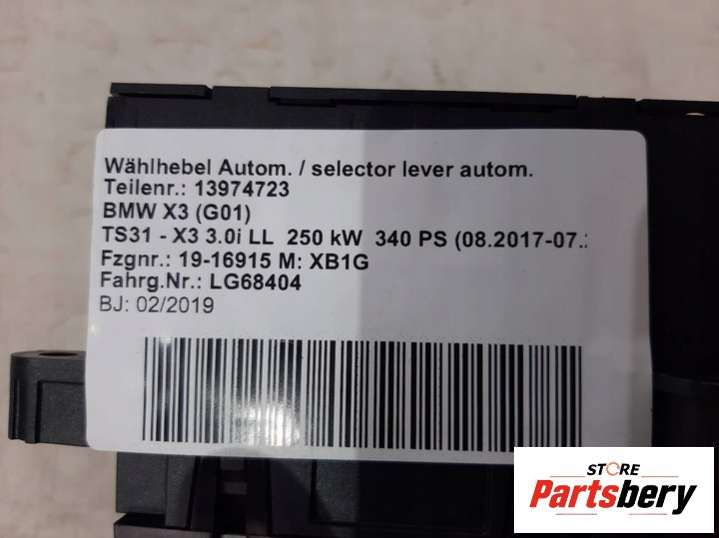 Wählhebel Autom. / selector lever autom.
Teilenr.: 13974723
BMW X3 (G01)
TS31 - X3 3.0i LL 250 kW 340 PS (08.2017-07.
Fzgnr.: 19-16915 M: XB1G
Fahrg.Nr.: LG68404
BJ: 02/2019
STORE
Partsbery